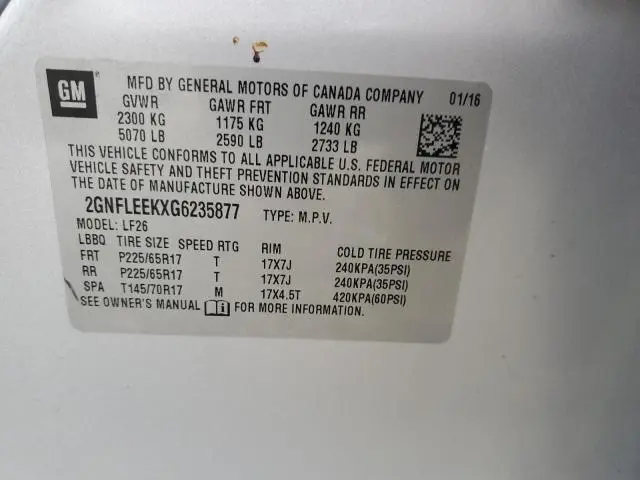 GM
MFD BY GENERAL MOTORS OF CANADA COMPANY 01/16
GVWR GAWR FRT GAWR RR
2300 KG 1175 KG 1240 KG
5070 LB 2590 LB 2733 LB
THIS VEHICLE CONFORMS TO ALL APPLICABLE U.S. FEDERAL MOTOR
VEHICLE SAFETY AND THEFT PREVENTION STANDARDS IN EFFECT ON
THE DATE OF MANUFACTURE SHOWN ABOVE.
2GNFLEEKXG6235877 TYPE: M.P.V.
MODEL: LF26
LBBQ TIRE SIZE SPEED RTG RIM COLD TIRE PRESSURE
FRT P225/65R17 T 17X7J 240KPA(35PSI)
RR P225/65R17 T 17X7J 240KPA(35PSI)
SPA T145/70R17 M 17X4.5T 420KPA(60PSI)
SEE OWNER'S MANUAL FOR MORE INFORMATION.